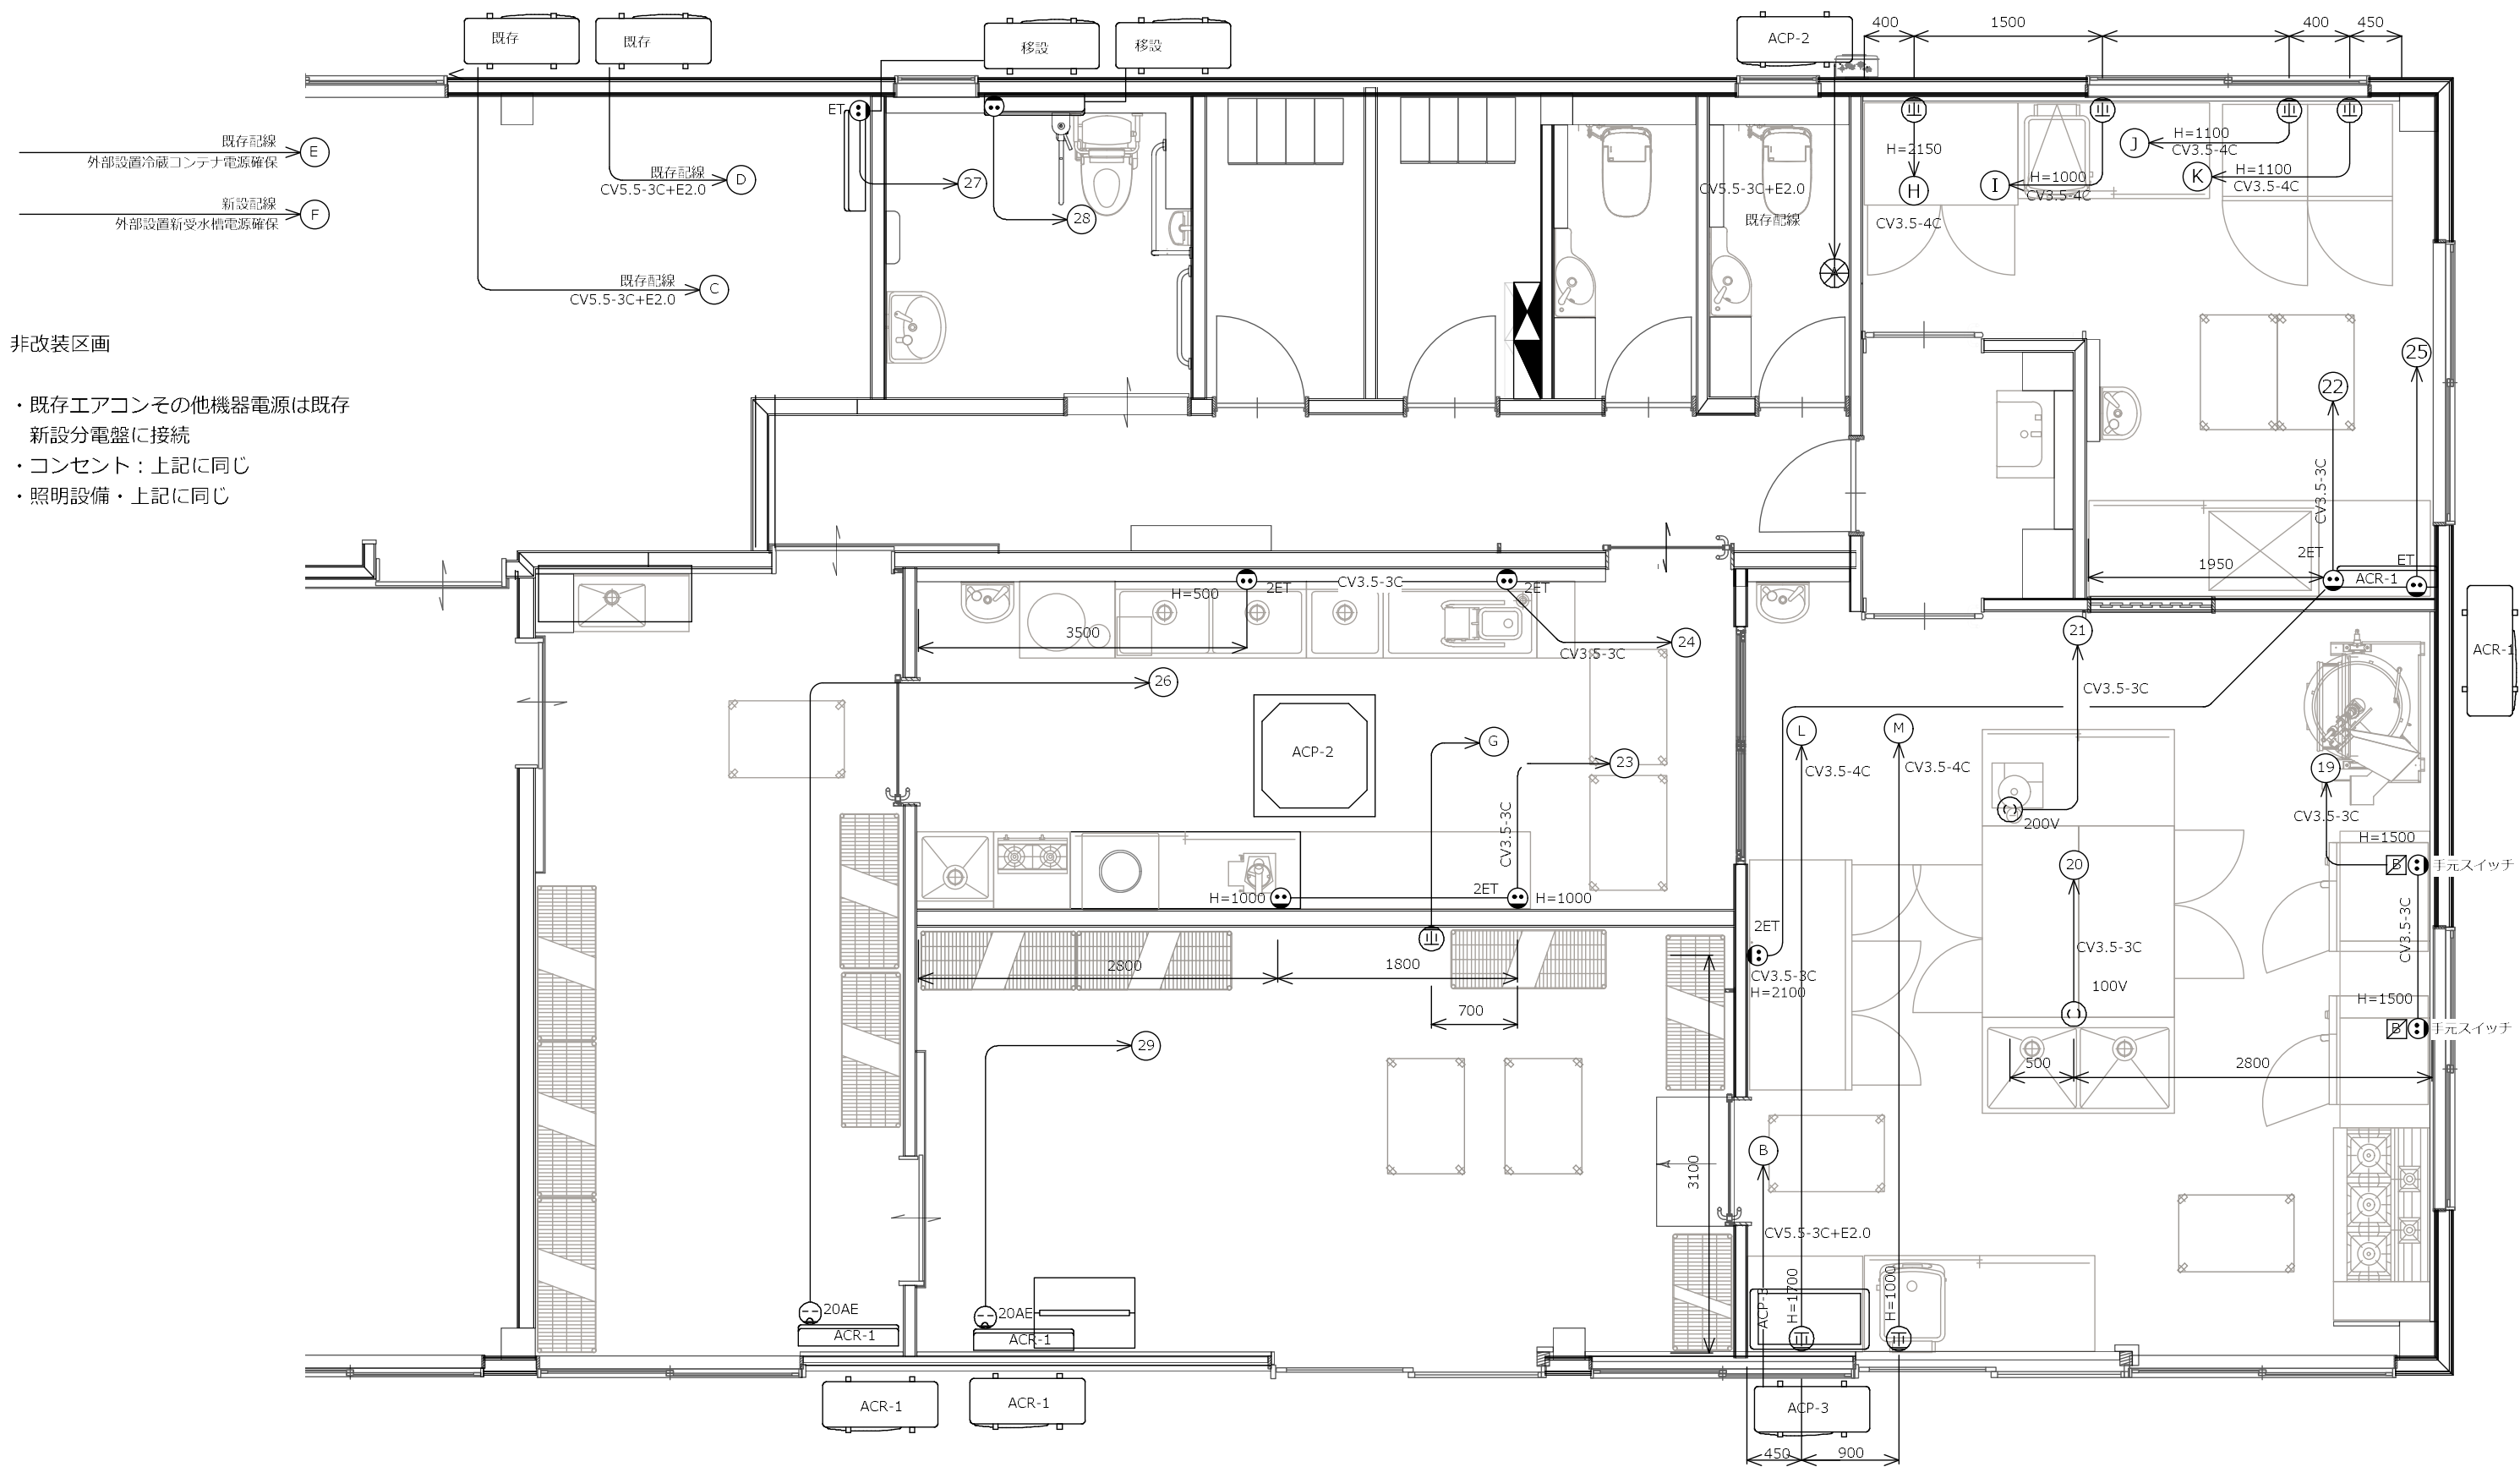 既存
既存
移設
移設
ACP-2
400
1500
400
450
ET
既存配線
外部設置冷蔵コンテナ電源確保
E
既存配線
CV5.5-3C+E2.0
D
新設配線
外部設置新受水槽電源確保
F
27
28
CV5.5-3C+E2.0
既存配線
A
H=2150
H
CV3.5-4C
I
H=1000
CV3.5-4C
J
H=1100
CV3.5-4C
K
H=1100
CV3.5-4C
既存配線
CV5.5-3C+E2.0
C
非改装区画
・既存エアコンその他機器電源は既存
新設分電盤に接続
・コンセント：上記に同じ
・照明設備・上記に同じ
25
22
CV3.5-3C
2ET
ET
1950
ACR-1
ACR-1
H=500
2ET
CV3.5-3C
2ET
3500
CV3.5-3C
24
21
CV3.5-3C
26
G
ACP-2
23
L
CV3.5-4C
M
CV3.5-4C
19
CV3.5-3C
200V
CV3.5-3C
H=1500
B
手元スイッチ
20
H=1000
2ET
H=1000
2ET
CV3.5-3C
CV3.5-3C
2800
1800
CV3.5-3C
H=2100
100V
H=1500
B
手元スイッチ
700
29
500
2800
3100
B
CV5.5-3C+E2.0
20AE
ACR-1
20AE
ACR-1
ACP-3
H=1700
H=1000
ACR-1
ACR-1
ACP-3
450
900